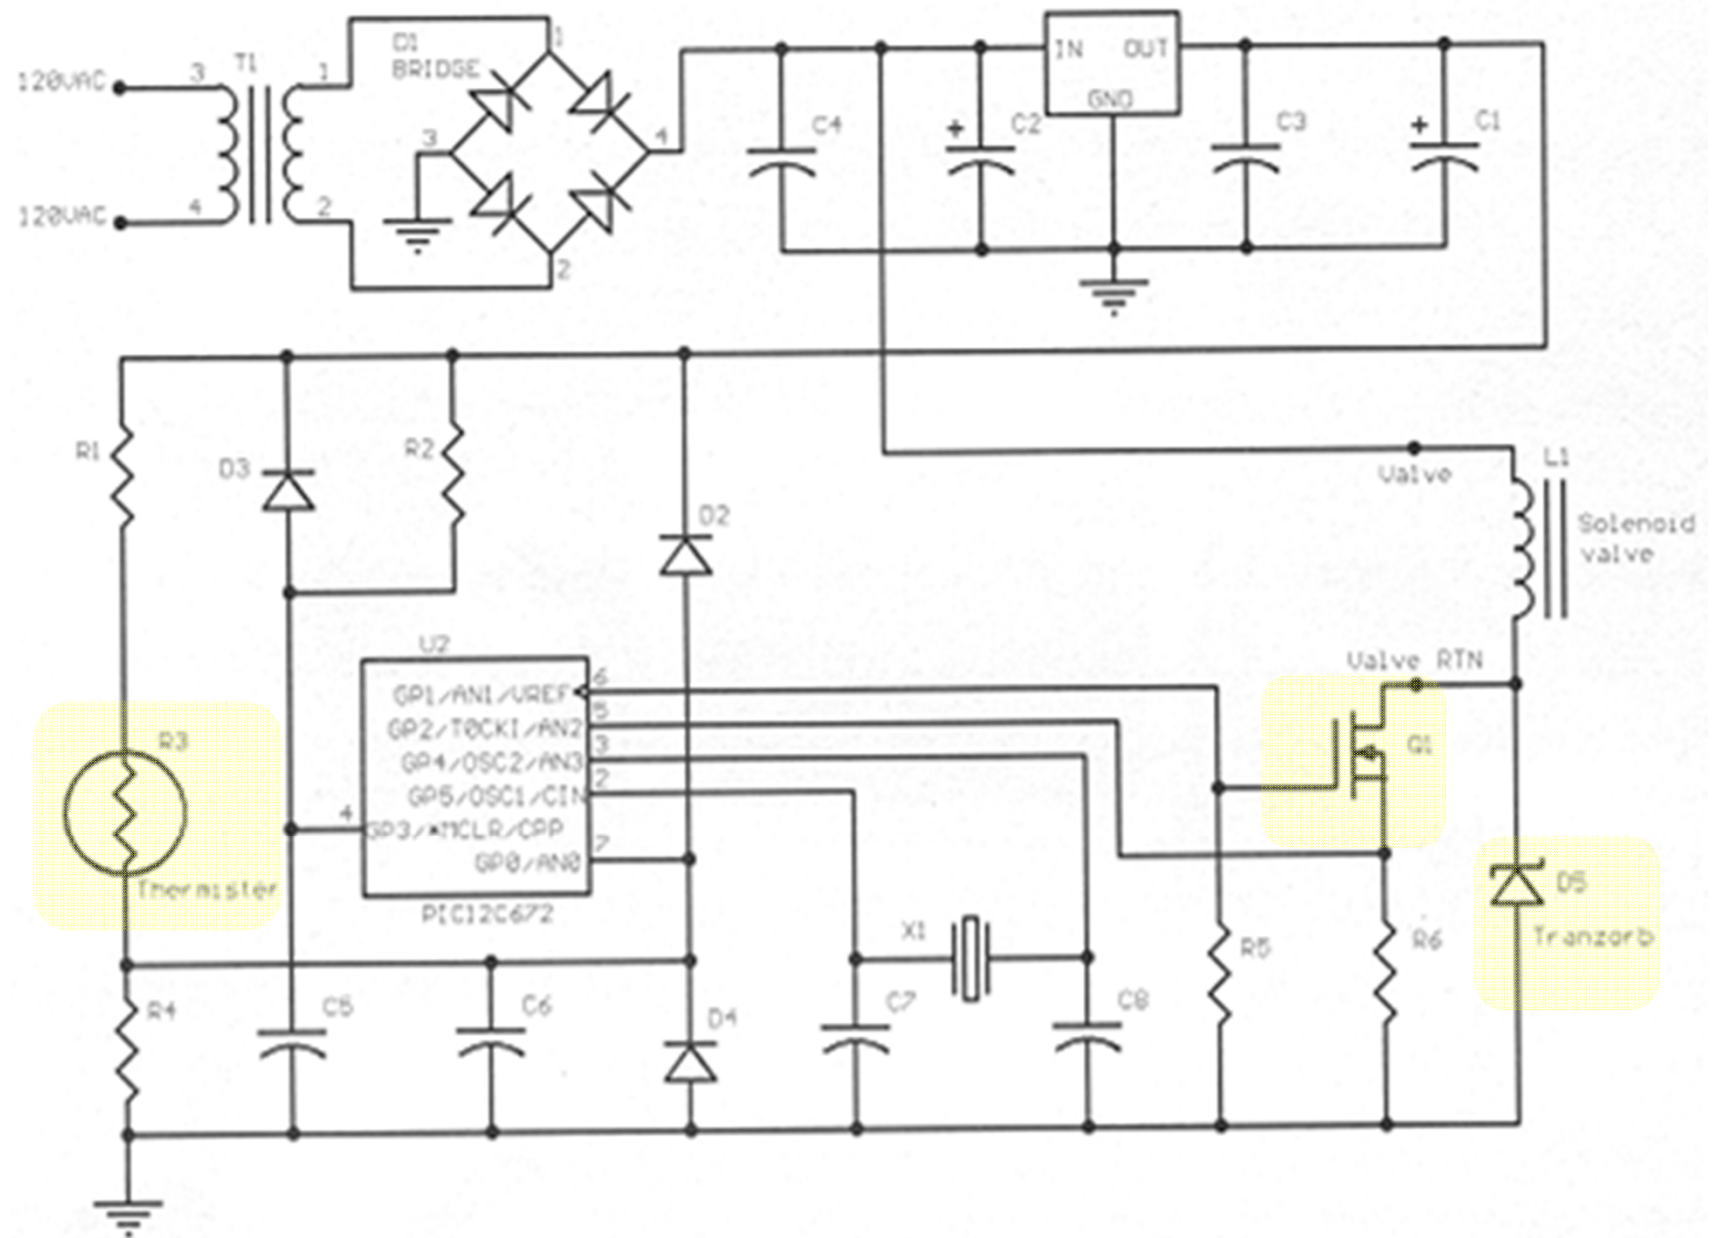 120VAC
3
T1
1
D1
BRIDGE
1
IN
OUT
GND
3
4
C4
+
C2
C3
+
C1
120VAC
4
2
2
R1
D3
R2
D2
Valve
L1
Solenoid
valve
U2
Valve RTN
GP1/AN1/VREF
6
GP2/T0CKI/AN2
5
GP4/OSC2/AN3
3
GP5/OSC1/CIN
2
4
GP3/*MCLR/CPP
GP0/AN0
7
PIC12C672
R3
Thermister
Q1
D5
Tranzorb
X1
R5
R6
R4
C5
C6
D4
C7
C8